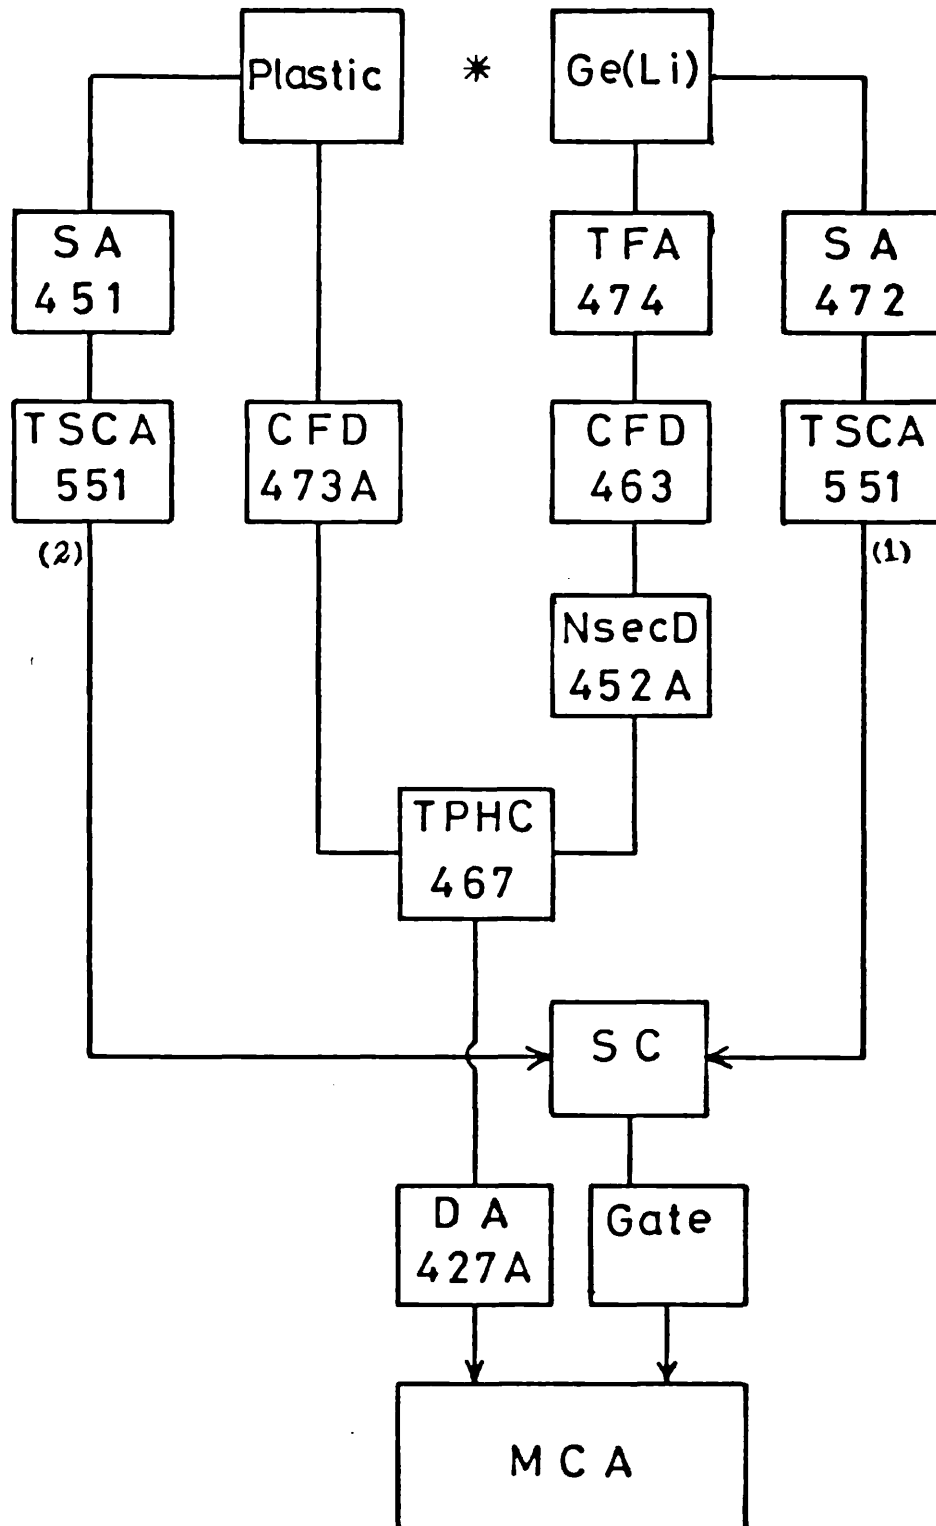 Plastic
*
Ge(Li)
SA
451
TFA
474
SA
472
TSCA
551
CFD
473A
CFD
463
TSCA
551
(2)
(1)
NsecD
452A
TPHC
467
SC
DA
427A
Gate
MCA